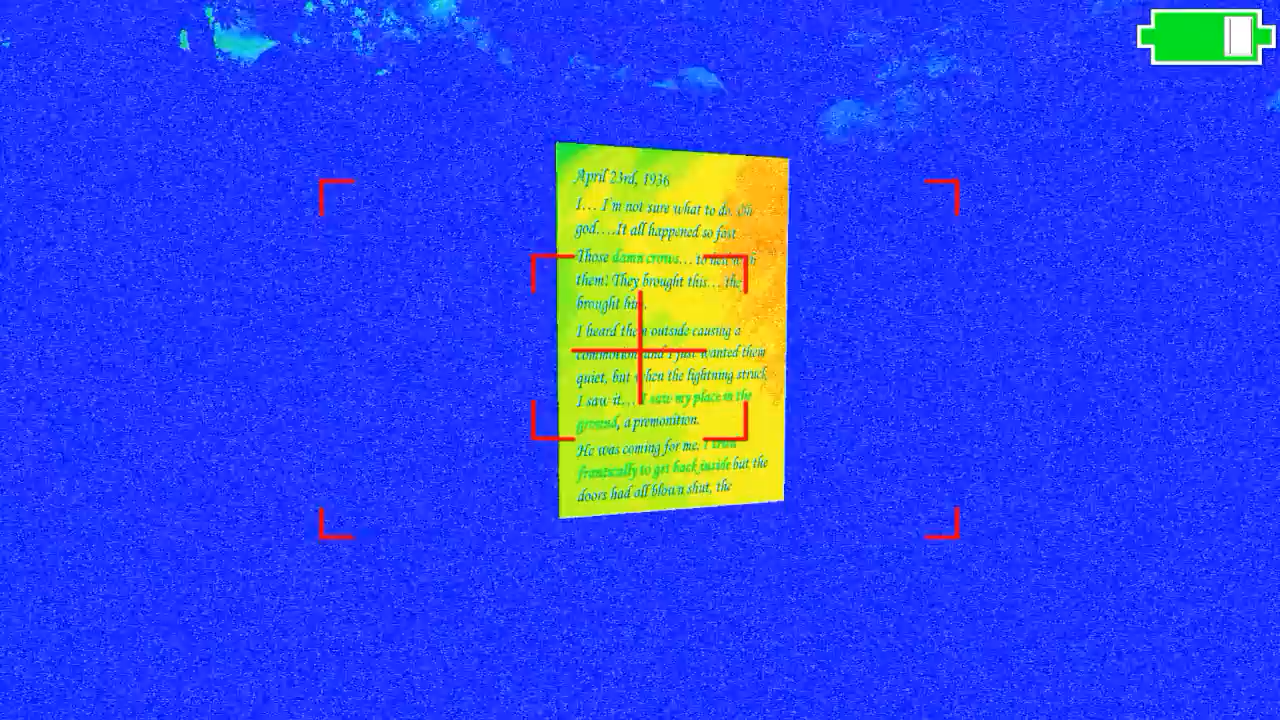 April 23rd, 1936
I... I'm not sure what to do. Oh
god....It all happened so fast
Those damn crows... to hell with
them! They brought this... they
brought him.
I heard them outside causing a
commotion and I just wanted them
quiet, but when the lightning struck
I saw it... I saw my place in the
ground, a premonition.
He was coming for me. I tried
frantically to get back inside but the
doors had all blown shut, the